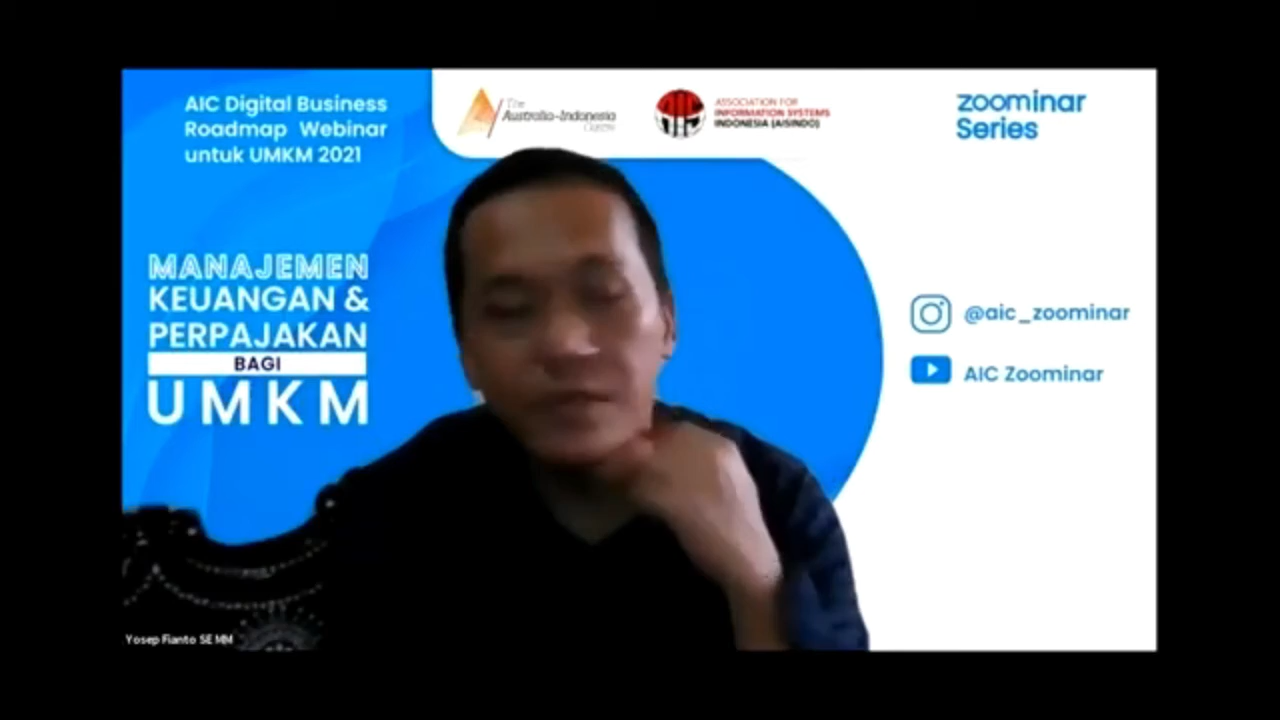 AIC Digital Business
Roadmap Webinar
untuk UMKM 2021
The
Australia-Indonesia
Centre
AIS
ASSOCIATION FOR
INFORMATION SYSTEMS
INDONESIA (AISINDO)
zoominar
Series
MANAJEMEN
KEUANGAN &
PERPAJAKAN
BAGI
UMKM
@aic_zoominar
AIC Zoominar
Yosep Fianto SE MM